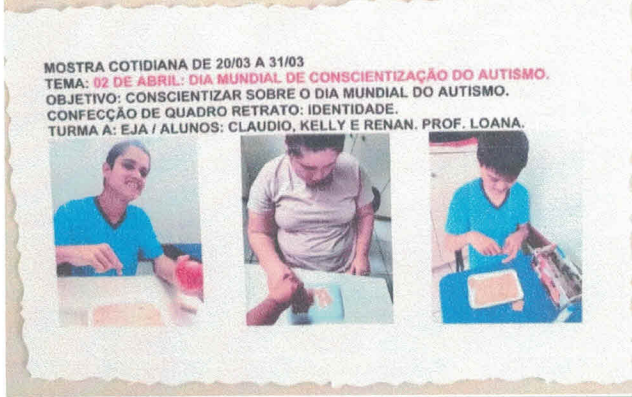 MOSTRA COTIDIANA DE 20/03 A 31/03
TEMA: 02 DE ABRIL: DIA MUNDIAL DE CONSCIENTIZAÇÃO DO AUTISMO.
OBJETIVO: CONSCIENTIZAR SOBRE O DIA MUNDIAL DO AUTISMO.
CONFECÇÃO DE QUADRO RETRATO: IDENTIDADE.
TURMA A: EJA / ALUNOS: CLAUDIO, KELLY E RENAN. PROF. LOANA.